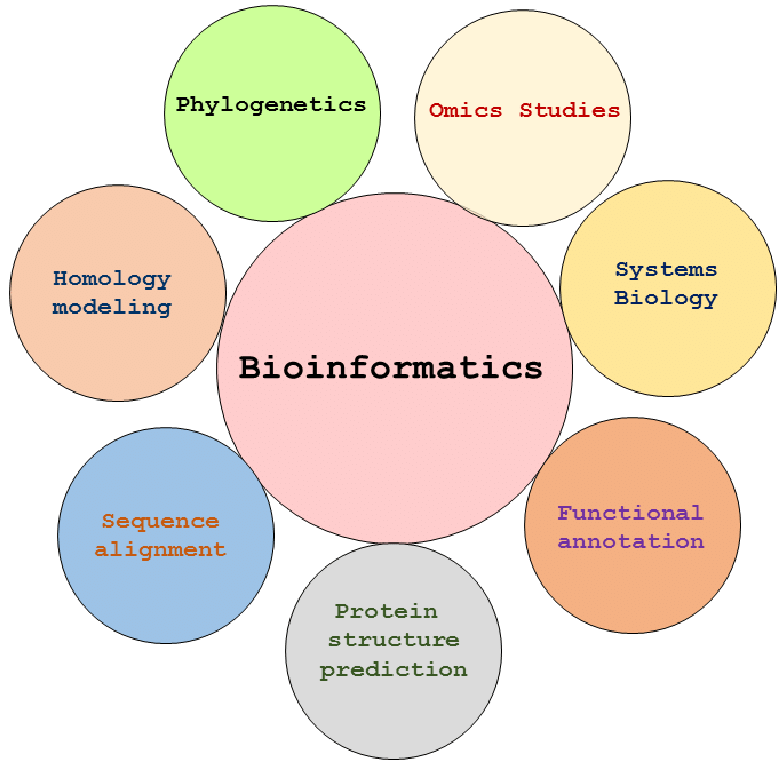 Phylogenetics
Omics Studies
Homology
modeling
Systems
Biology
Bioinformatics
Sequence
alignment
Functional
annotation
Protein
structure
prediction